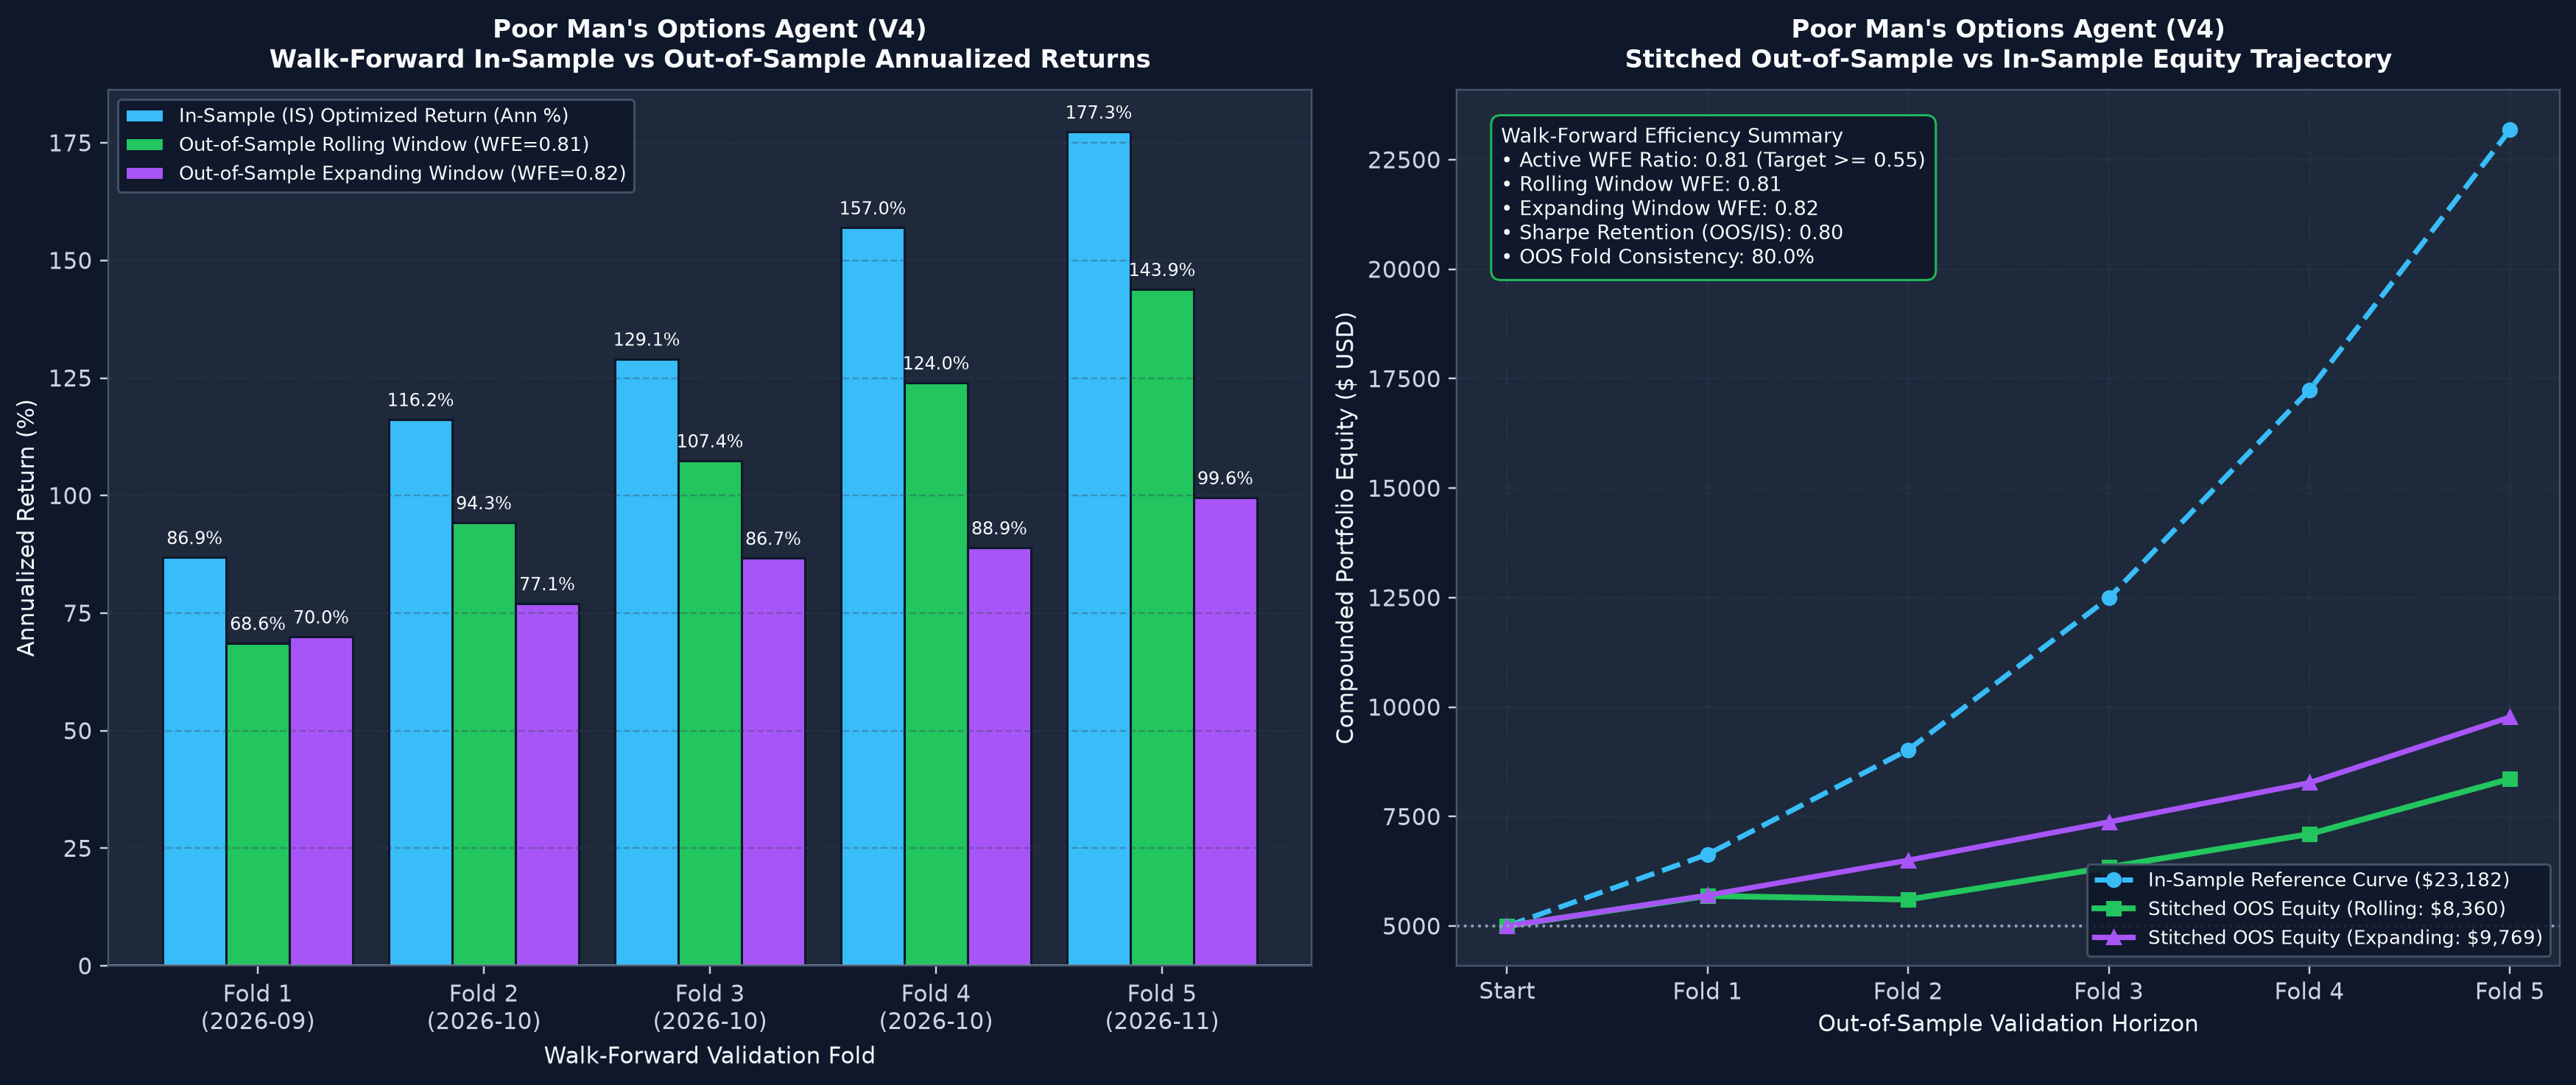 Poor Man's Options Agent (V4)
Walk-Forward In-Sample vs Out-of-Sample Annualized Returns
In-Sample (IS) Optimized Return (Ann %)
Out-of-Sample Rolling Window (WFE=0.81)
Out-of-Sample Expanding Window (WFE=0.82)
Annualized Return (%)
175
150
125
100
75
50
25
0
86.9%
68.6%
70.0%
116.2%
94.3%
77.1%
129.1%
107.4%
86.7%
157.0%
124.0%
88.9%
177.3%
143.9%
99.6%
Fold 1
(2026-09)
Fold 2
(2026-10)
Fold 3
(2026-10)
Fold 4
(2026-10)
Fold 5
(2026-11)
Walk-Forward Validation Fold
Poor Man's Options Agent (V4)
Stitched Out-of-Sample vs In-Sample Equity Trajectory
Walk-Forward Efficiency Summary
• Active WFE Ratio: 0.81 (Target >= 0.55)
• Rolling Window WFE: 0.81
• Expanding Window WFE: 0.82
• Sharpe Retention (OOS/IS): 0.80
• OOS Fold Consistency: 80.0%
Compounded Portfolio Equity ($ USD)
22500
20000
17500
15000
12500
10000
7500
5000
In-Sample Reference Curve ($23,182)
Stitched OOS Equity (Rolling: $8,360)
Stitched OOS Equity (Expanding: $9,769)
Start
Fold 1
Fold 2
Fold 3
Fold 4
Fold 5
Out-of-Sample Validation Horizon